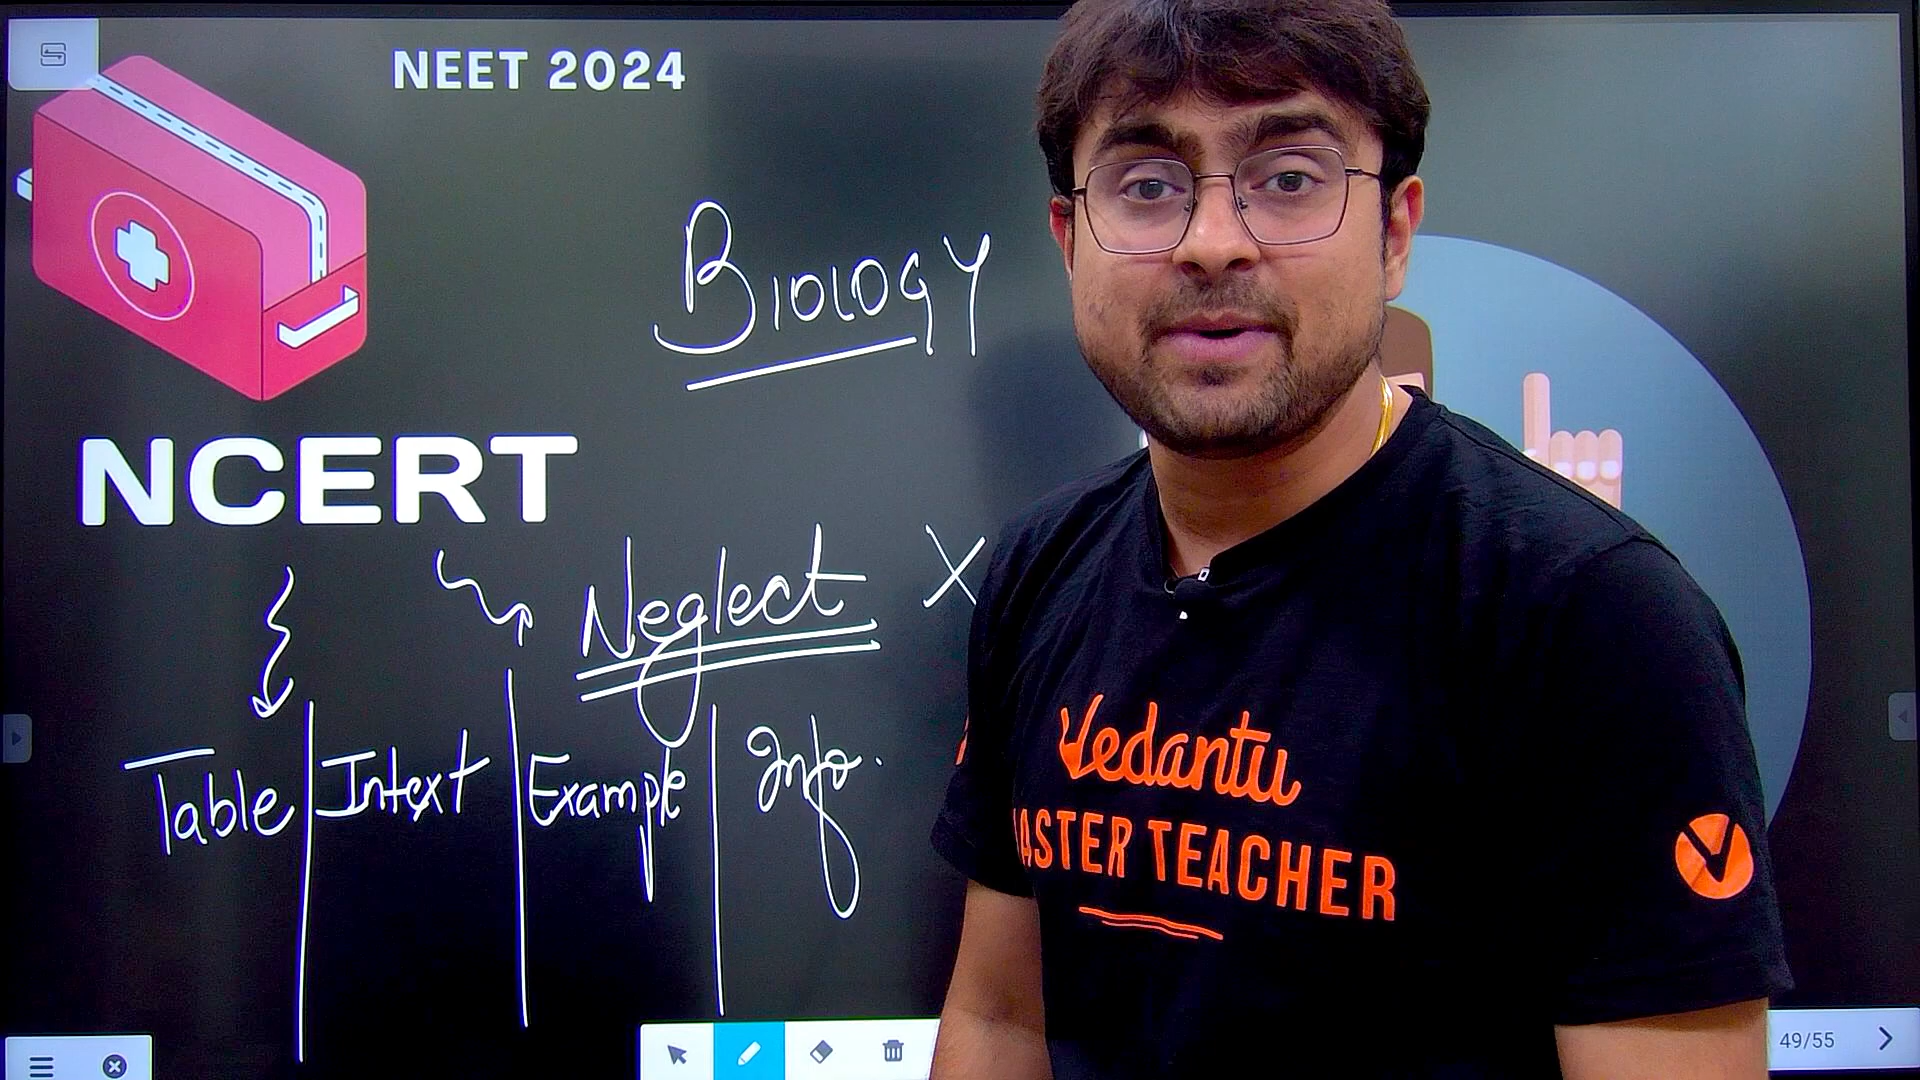 NEET 2024
BIOLOGY
NCERT
Neglect X
Table | Intext | Example | Info.
Vedantu
ASTER TEACHER
V
49/55